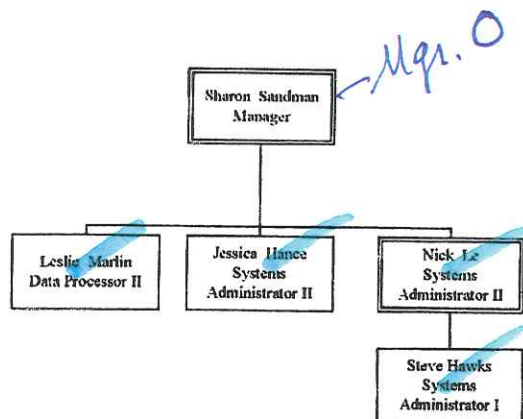 Mgr. O
Sharon Sandman
Manager
Leslie Marlin
Data Processor II
Jessica Hance
Systems
Administrator II
Nick Le
Systems
Administrator II
Steve Hawks
Systems
Administrator I